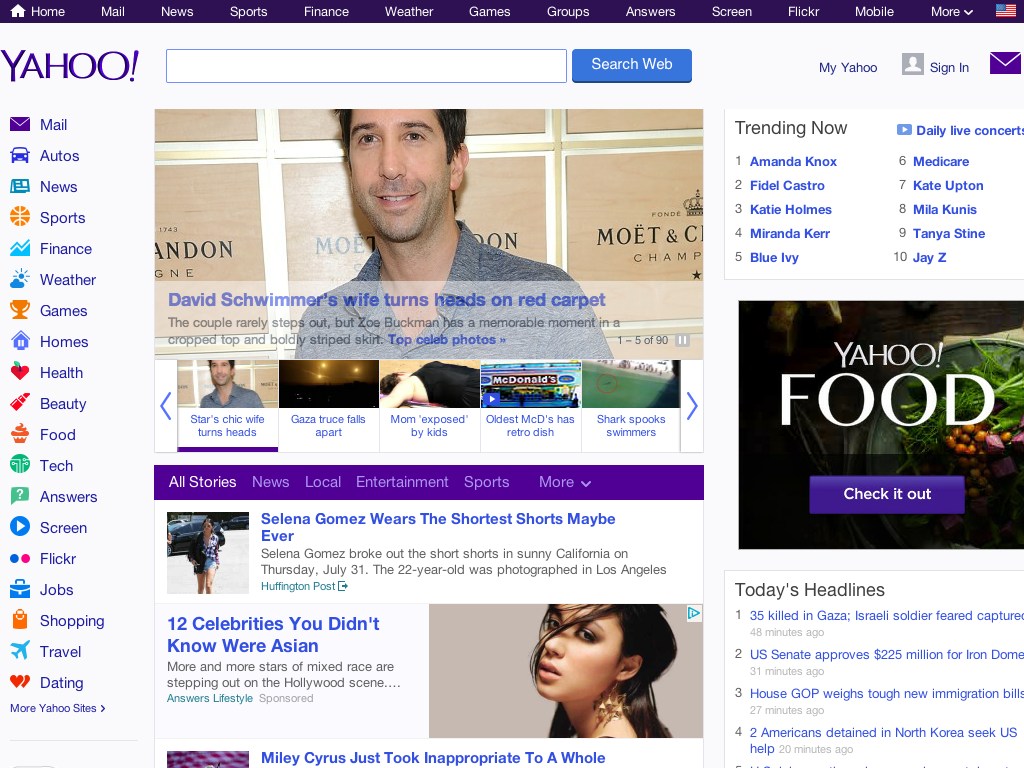 Home Mail News Sports Finance Weather Games Groups Answers Screen Flickr Mobile More
YAHOO!
Search Web
My Yahoo
Sign In
Mail
Autos
News
Sports
Finance
Weather
Games
Homes
Health
Beauty
Food
Tech
Answers
Screen
Flickr
Jobs
Shopping
Travel
Dating
More Yahoo Sites
1743
ANDON
GNE
MOËT
DON
FONDÉ
MOËT & C
CHAMP
David Schwimmer's wife turns heads on red carpet
The couple rarely steps out, but Zoe Buckman has a memorable moment in a
cropped top and boldly striped skirt. Top celeb photos »
1 – 5 of 90
McDonald's
Star's chic wife
turns heads
Gaza truce falls
apart
Mom 'exposed'
by kids
Oldest McD's has
retro dish
Shark spooks
swimmers
All Stories News Local Entertainment Sports More
Selena Gomez Wears The Shortest Shorts Maybe
Ever
Selena Gomez broke out the short shorts in sunny California on
Thursday, July 31. The 22-year-old was photographed in Los Angeles
Huffington Post
12 Celebrities You Didn't
Know Were Asian
More and more stars of mixed race are
stepping out on the Hollywood scene....
Answers Lifestyle Sponsored
Miley Cyrus Just Took Inappropriate To A Whole
Trending Now
Daily live concerts
1 Amanda Knox
2 Fidel Castro
3 Katie Holmes
4 Miranda Kerr
5 Blue Ivy
6 Medicare
7 Kate Upton
8 Mila Kunis
9 Tanya Stine
10 Jay Z
YAHOO!
FOOD
Check it out
Today's Headlines
1 35 killed in Gaza; Israeli soldier feared captured
48 minutes ago
2 US Senate approves $225 million for Iron Dome
31 minutes ago
3 House GOP weighs tough new immigration bills
27 minutes ago
4 2 Americans detained in North Korea seek US
help 20 minutes ago